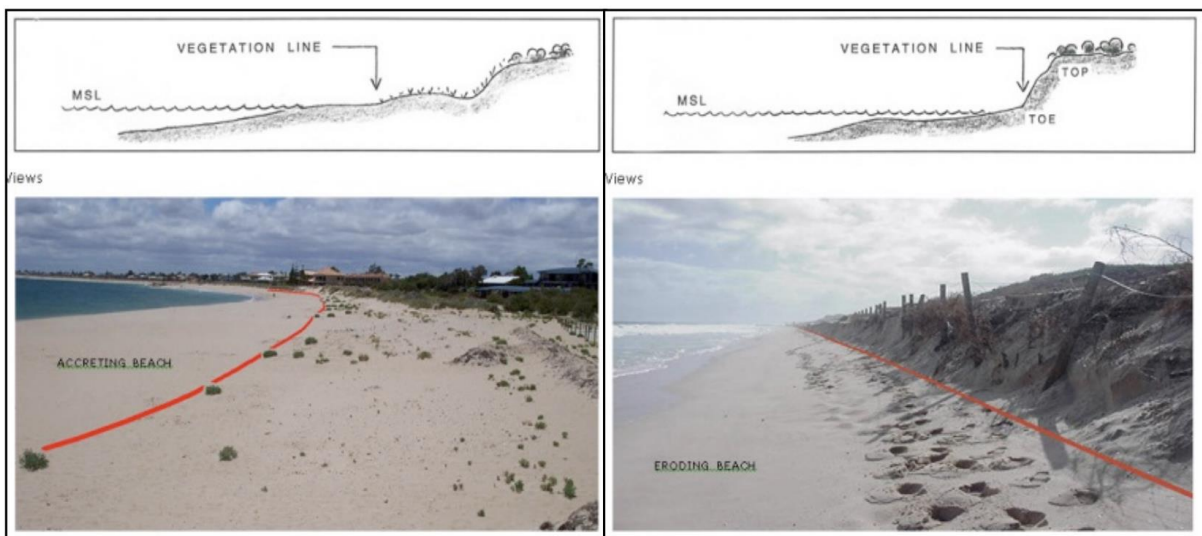 VEGETATION LINE
MSL
VEGETATION LINE
TOP
MSL
TOE
Views
Views
ACCRETING BEACH
ERODING BEACH